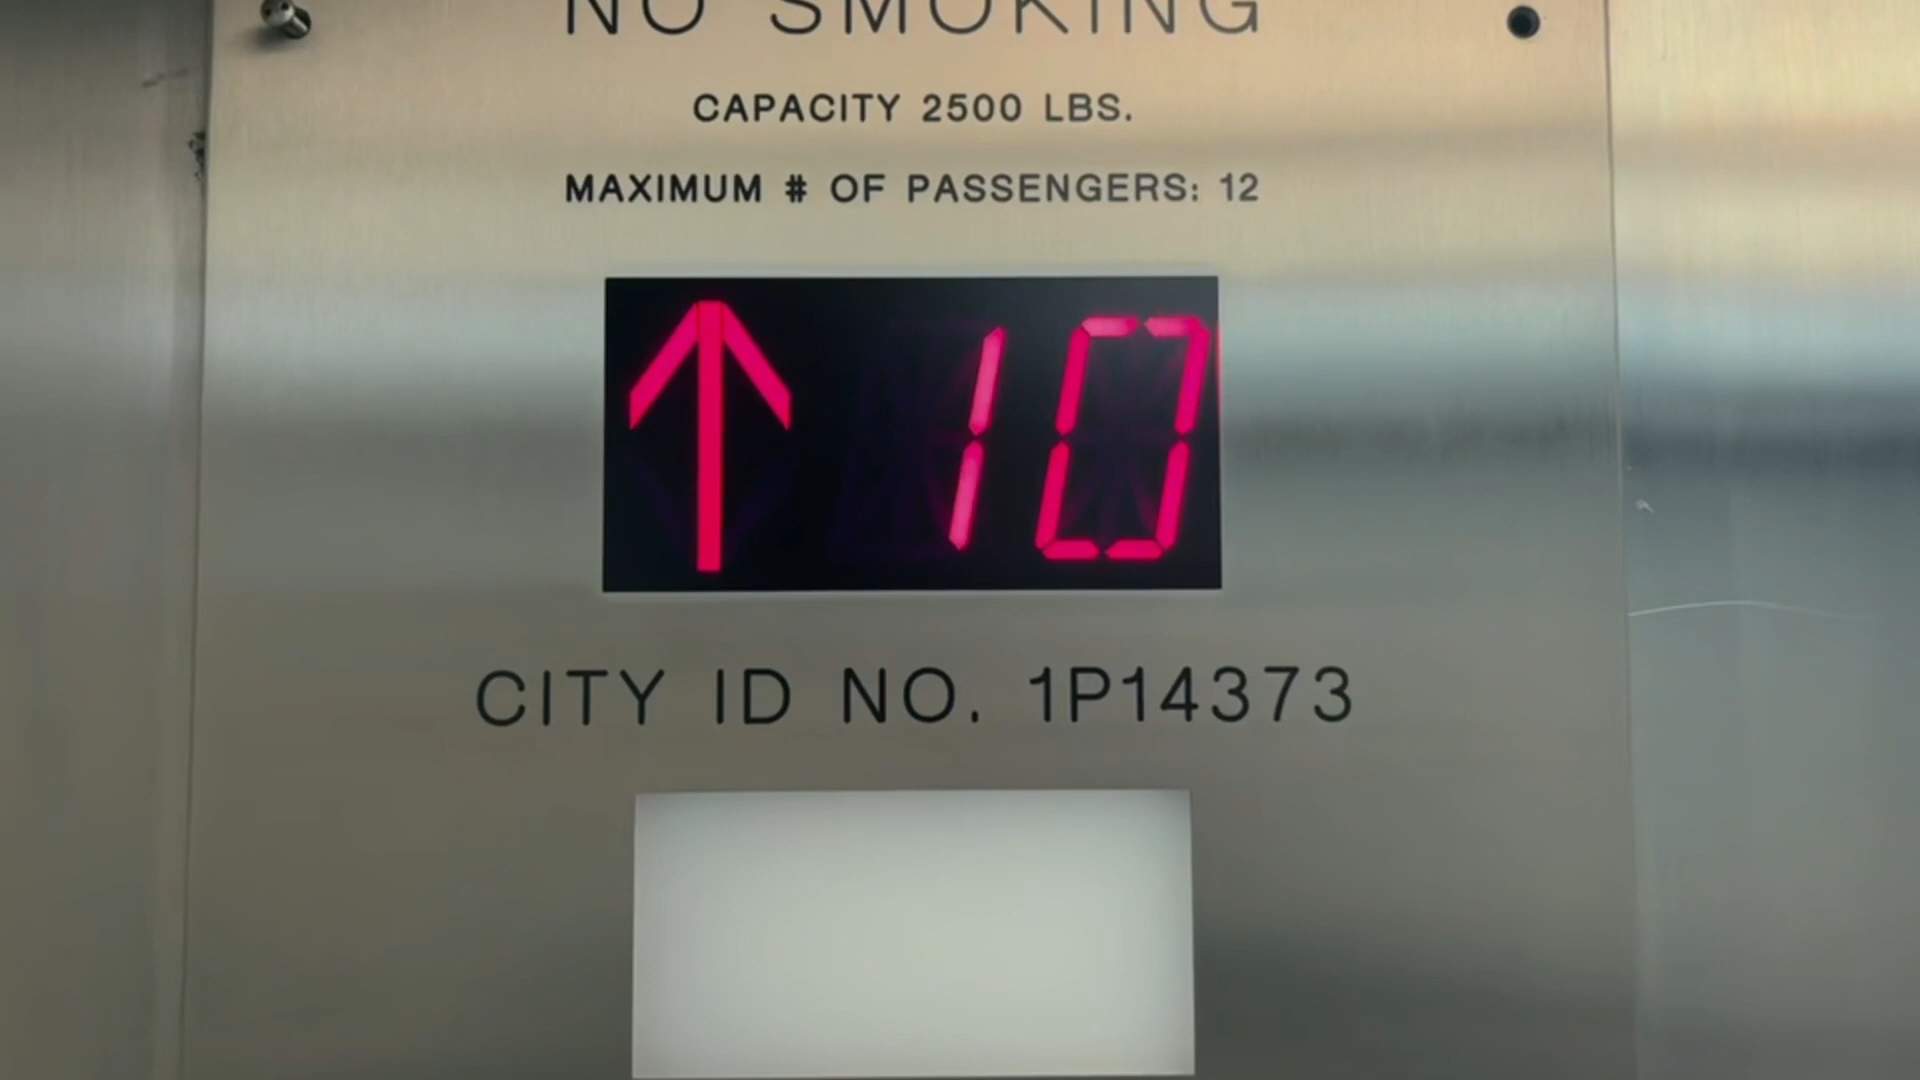 NO SMOKING
CAPACITY 2500 LBS.
MAXIMUM # OF PASSENGERS: 12
↑ 10
CITY ID NO. 1P14373